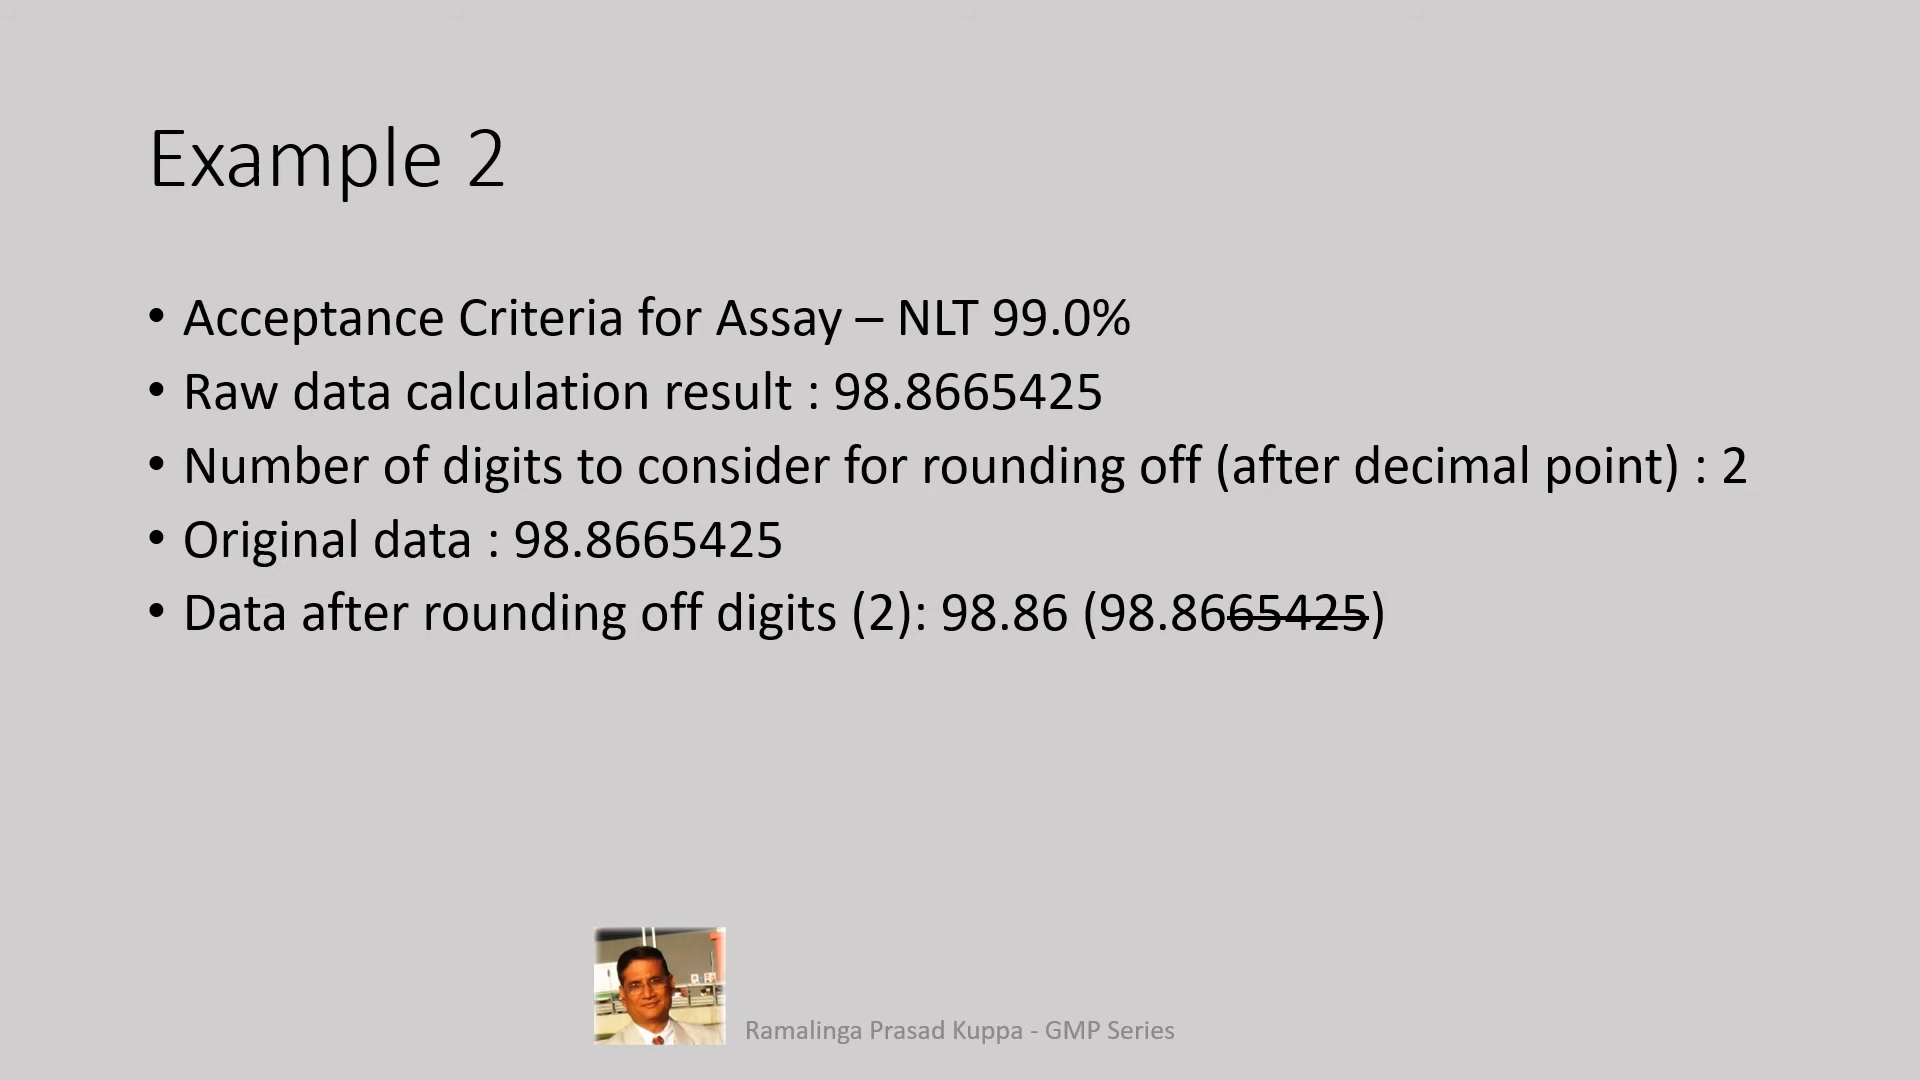 Example 2
• Acceptance Criteria for Assay – NLT 99.0%
• Raw data calculation result : 98.8665425
• Number of digits to consider for rounding off (after decimal point) : 2
• Original data : 98.8665425
• Data after rounding off digits (2): 98.86 (98.8665425)
Ramalinga Prasad Kuppa - GMP Series